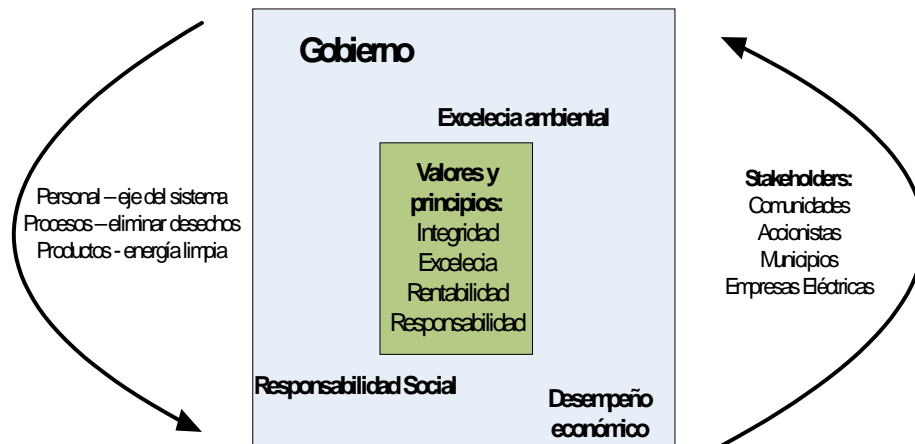 Gobierno
Excelecia ambiental
Personal – eje del sistema
Procesos – eliminar desechos
Productos - energía limpia
Valores y
principios:
Integridad
Excelecia
Rentabilidad
Responsabilidad
Stakeholders:
Comunidades
Accionistas
Municipios
Empresas Eléctricas
Responsabilidad Social
Desempeño
económico